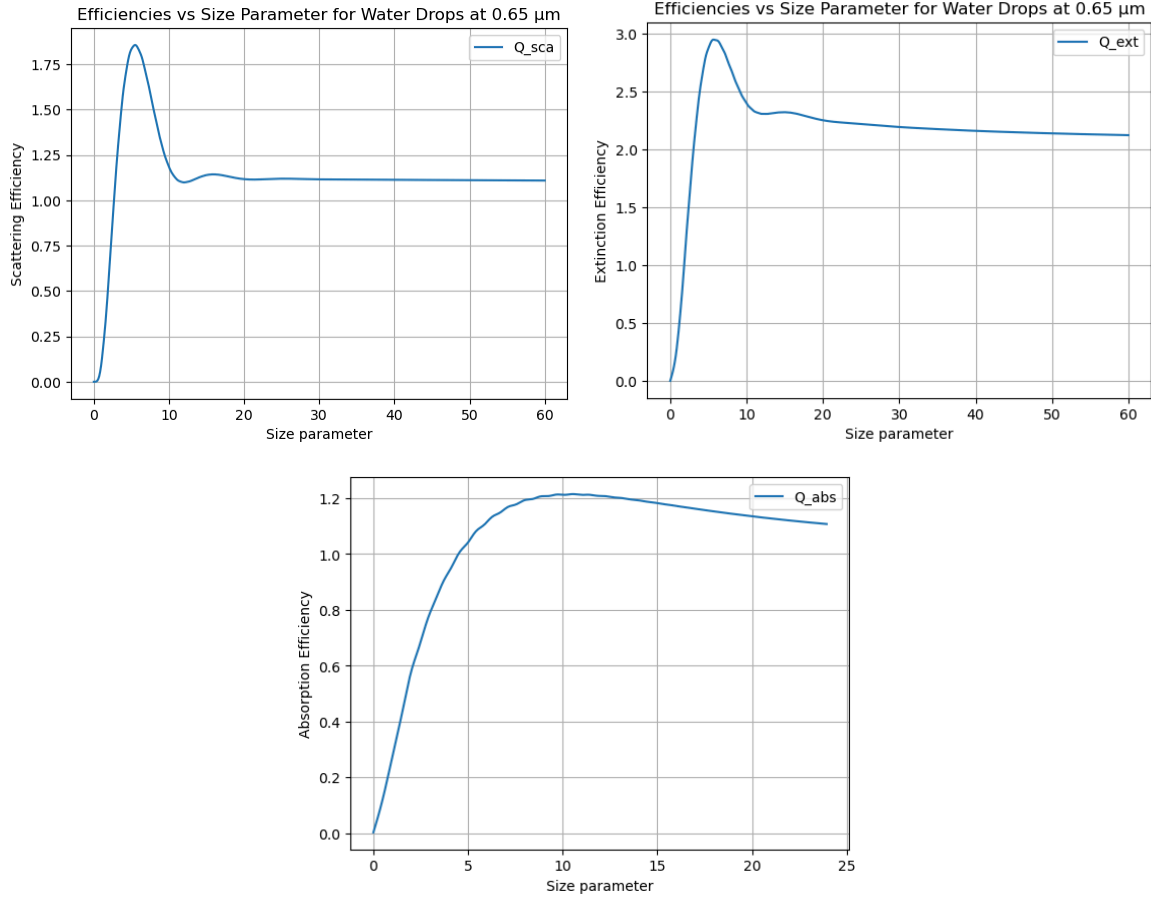 Efficiencies vs Size Parameter for Water Drops at 0.65 μm
Q_sca
1.75
1.50
1.25
1.00
0.75
0.50
0.25
0.00
Scattering Efficiency
0 10 20 30 40 50 60
Size parameter
Efficiencies vs Size Parameter for Water Drops at 0.65 μm
Q_ext
3.0
2.5
2.0
1.5
1.0
0.5
0.0
Extinction Efficiency
0 10 20 30 40 50 60
Size parameter
Q_abs
1.2
1.0
0.8
0.6
0.4
0.2
0.0
Absorption Efficiency
0 5 10 15 20 25
Size parameter